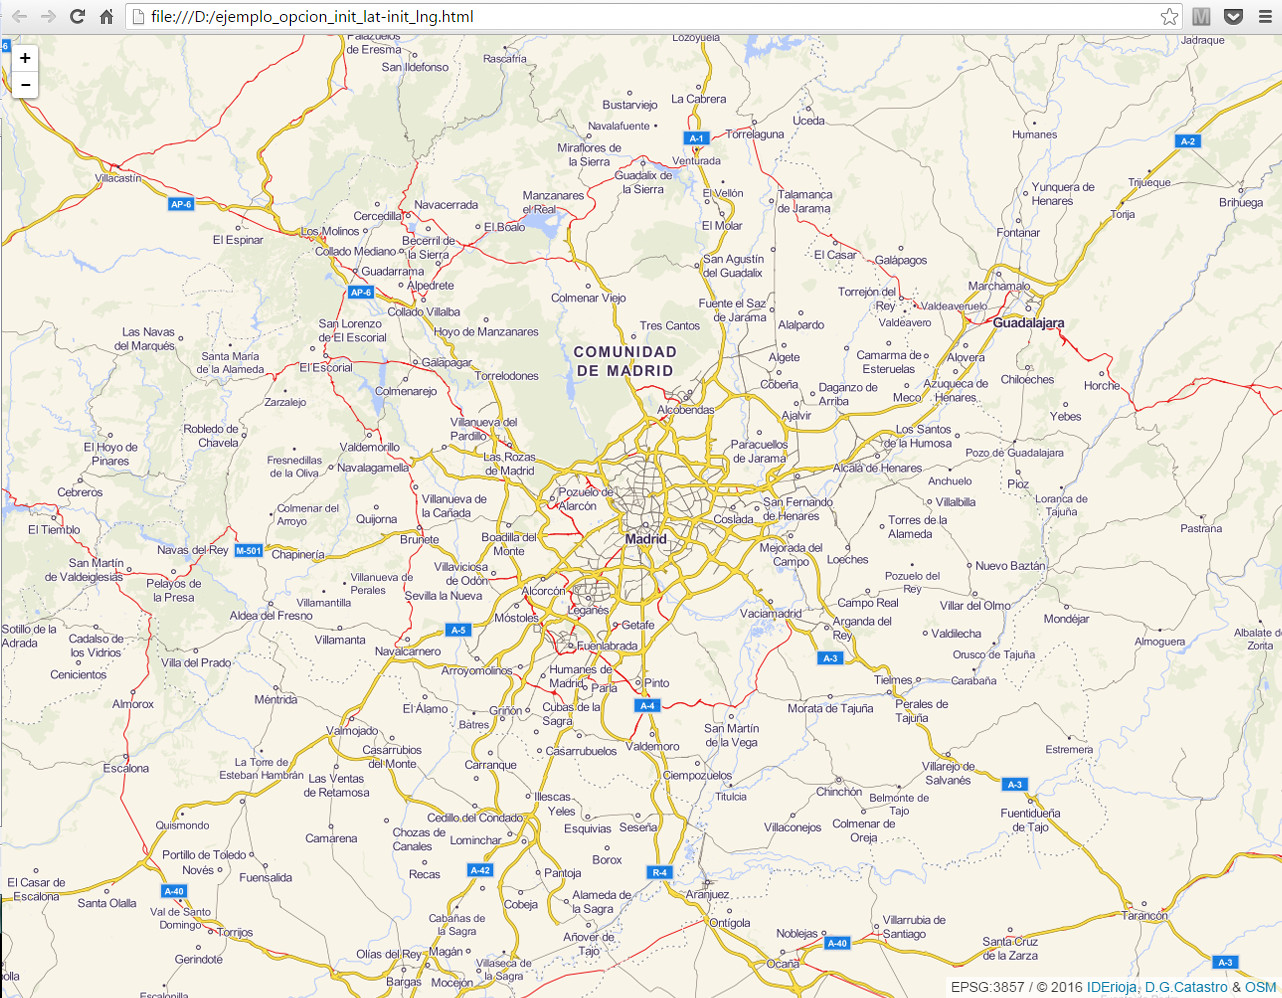 file:///D:/ejemplo_opcion_init_lat-init_lng.html
+
−
-6
Palazuelos
de Eresma
San Ildefonso
Rascafría
Lozoyuela
Jadraque
Bustarviejo
La Cabrera
Navalafuente
A-1
Torrelaguna
Uceda
Humanes
A-2
Miraflores de
la Sierra
Venturada
Villacastín
Guadalix de
la Sierra
Trijueque
AP-6
Manzanares
el Real
El Vellón
Talamanca
de Jarama
Yunquera de
Henares
Brihuega
Navacerrada
Cercedilla
Torija
El Espinar
Los Molinos
El Boalo
El Molar
Fontanar
Becerril de
la Sierra
Collado Mediano
El Casar
Galápagos
Guadarrama
San Agustín
del Guadalix
Alpedrete
AP-6
Colmenar Viejo
Torrejón del
Rey
Marchamalo
Collado Villalba
Fuente el Saz
de Jarama
Valdeaveruelo
Las Navas
del Marqués
San Lorenzo
de El Escorial
Hoyo de Manzanares
Tres Cantos
Alalpardo
Valdeavero
Guadalajara
Santa María
de la Alameda
COMUNIDAD
DE MADRID
Algete
Camarma de
Esteruelas
Alovera
El Escorial
Galapagar
Torrelodones
Cobeña
Daganzo de
Arriba
Azuqueca de
Henares
Chiloeches
Horche
Zarzalejo
Colmenarejo
Meco
Alcobendas
Ajalvir
Yebes
Robledo de
Chavela
Villanueva del
Pardillo
Los Santos
de la Humosa
El Hoyo de
Pinares
Valdemorillo
Paracuellos
de Jarama
Pozo de Guadalajara
Fresnedillas
de la Oliva
Navalagamella
Las Rozas
de Madrid
Alcalá de Henares
Anchuelo
Pioz
Cebreros
Villanueva de
la Cañada
Pozuelo de
Alarcón
San Fernando
de Henares
Villalbilla
Loranca de
Tajuña
Colmenar del
Arroyo
Quijorna
Coslada
Torres de la
Alameda
Pastrana
El Tiemblo
Brunete
Boadilla del
Monte
Madrid
Mejorada del
Campo
Navas del Rey
M-501
Chapinería
Loeches
San Martín
de Valdeiglesias
Villaviciosa
de Odón
Nuevo Baztán
Pelayos de
la Presa
Villanueva de
Perales
Sevilla la Nueva
Alcorcón
Pozuelo del
Rey
Villamantilla
Leganés
Campo Real
Villar del Olmo
Aldea del Fresno
Móstoles
Vaciamadrid
Arganda del
Rey
Mondéjar
Sotillo de la
Adrada
Cadalso de
los Vidrios
Villamanta
A-5
Getafe
Valdilecha
Almoguera
Albalate de
Zorita
Navalcarnero
Fuenlabrada
A-3
Orusco de Tajuña
Villa del Prado
Cenicientos
Arroyomolinos
Humanes de
Madrid
Parla
Pinto
Tielmes
Carabaña
Almorox
Méntrida
El Álamo
Griñón
Cubas de la
Sagra
A-4
Morata de Tajuña
Perales de
Tajuña
Batres
Valmojado
San Martín
de la Vega
Casarrubios
del Monte
Casarrubuelos
Valdemoro
Estremera
Escalona
La Torre de
Esteban Hambrán
Carranque
Ciempozuelos
Villarejo de
Salvanés
Las Ventas
de Retamosa
Titulcia
Chinchón
A-3
Illescas
Yeles
Belmonte de
Tajo
Fuentidueña
de Tajo
Quismondo
Cedillo del Condado
Esquivias
Seseña
Villaconejos
Colmenar de
Oreja
Camarena
Chozas de
Canales
Lominchar
Portillo de Toledo
Borox
Novés
Recas
A-42
Pantoja
R-4
El Casar de
Escalona
Fuensalida
A-40
Santa Olalla
Cobeja
Alameda de
la Sagra
Aranjuez
Val de Santo
Domingo
Cabañas de
la Sagra
Tarancón
Torrijos
Añover de
Tajo
Ontígola
Noblejas
Villarrubia de
Santiago
A-40
Santa Cruz
de la Zarza
Gerindote
Olías del Rey
Magán
Villaseca de
la Sagra
Ocaña
A-3
Bargas
Mocejón
Escalonilla
EPSG:3857 / © 2016 IDErioja, D.G.Catastro & OSM